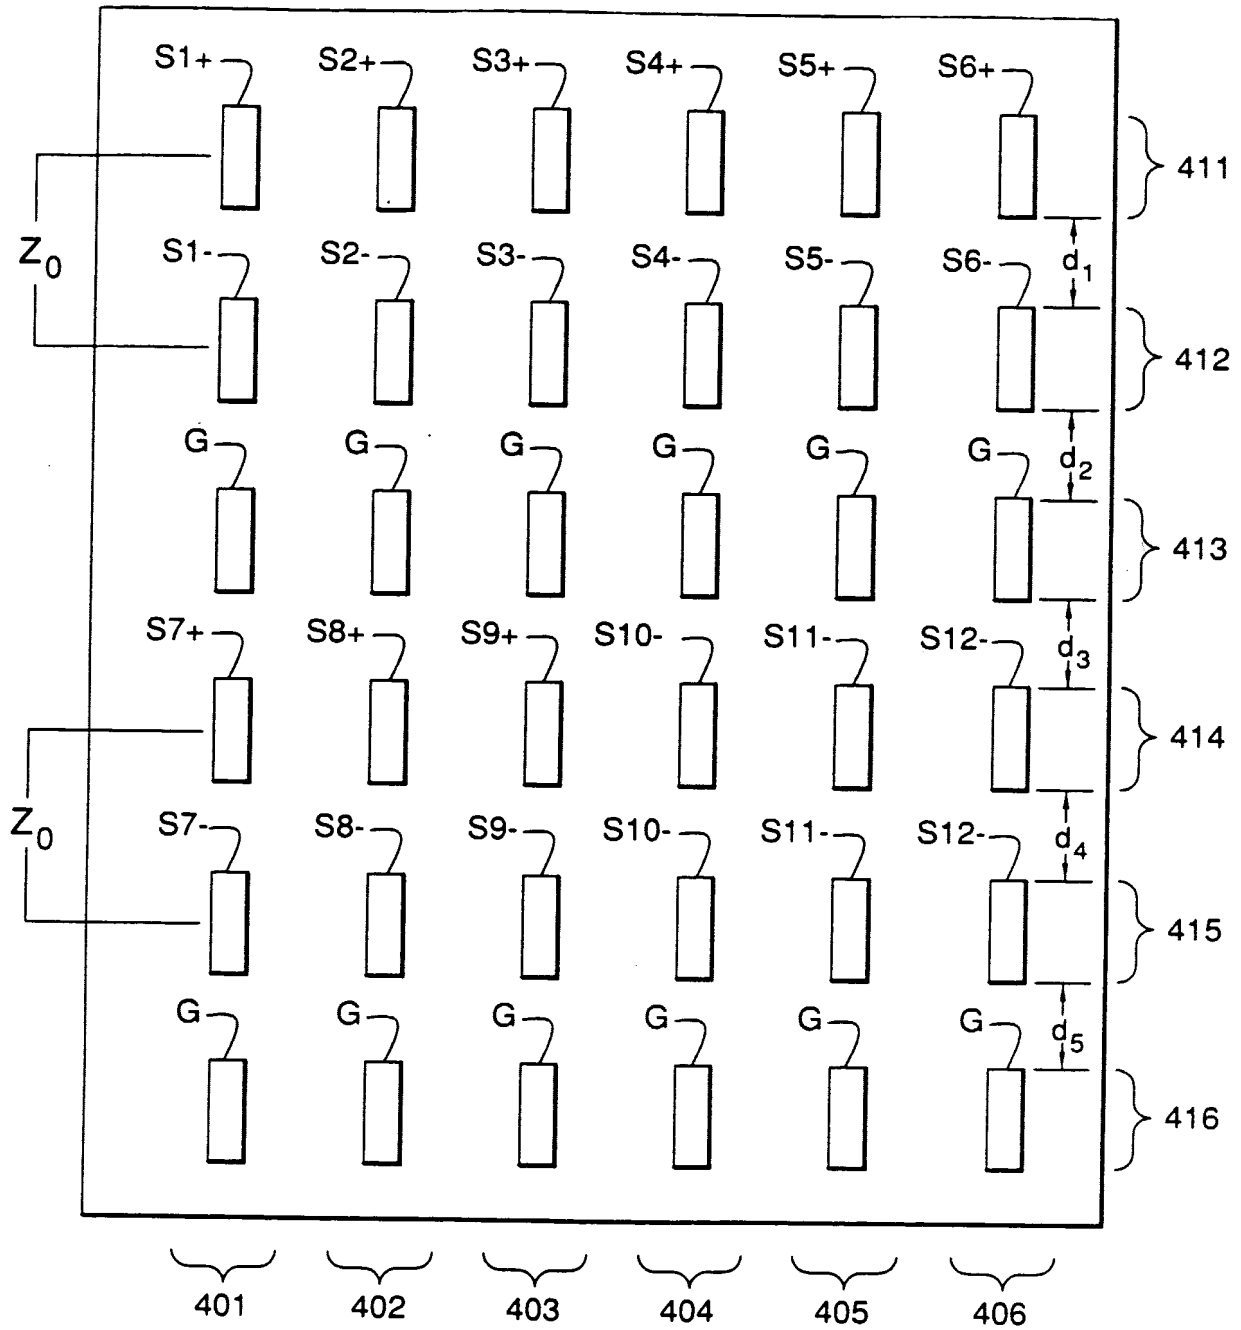 S1+ S2+ S3+ S4+ S5+ S6+
411
Z0
S1- S2- S3- S4- S5- S6-
d1
412
G G G G G G
d2
413
S7+ S8+ S9+ S10- S11- S12-
d3
414
Z0
S7- S8- S9- S10- S11- S12-
d4
415
G G G G G G
d5
416
401 402 403 404 405 406